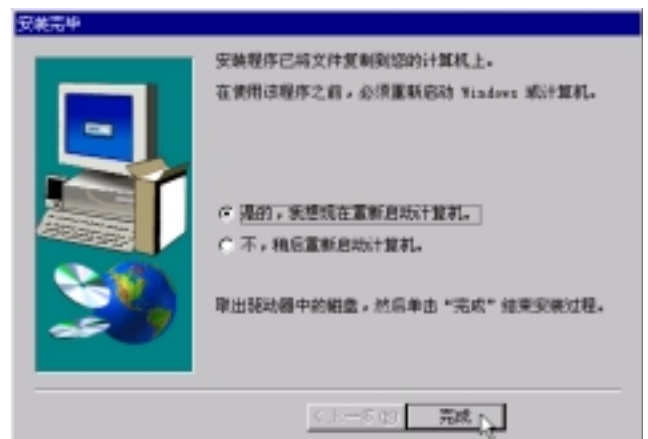 安装完毕
安装程序已将文件复制到您的计算机上。
在使用该程序之前，必须重新启动 Windows 或计算机。
是的，我想现在重新启动计算机。
不，稍后重新启动计算机。
取出驱动器中的磁盘，然后单击“完成”结束安装过程。
<上一步(B) 完成